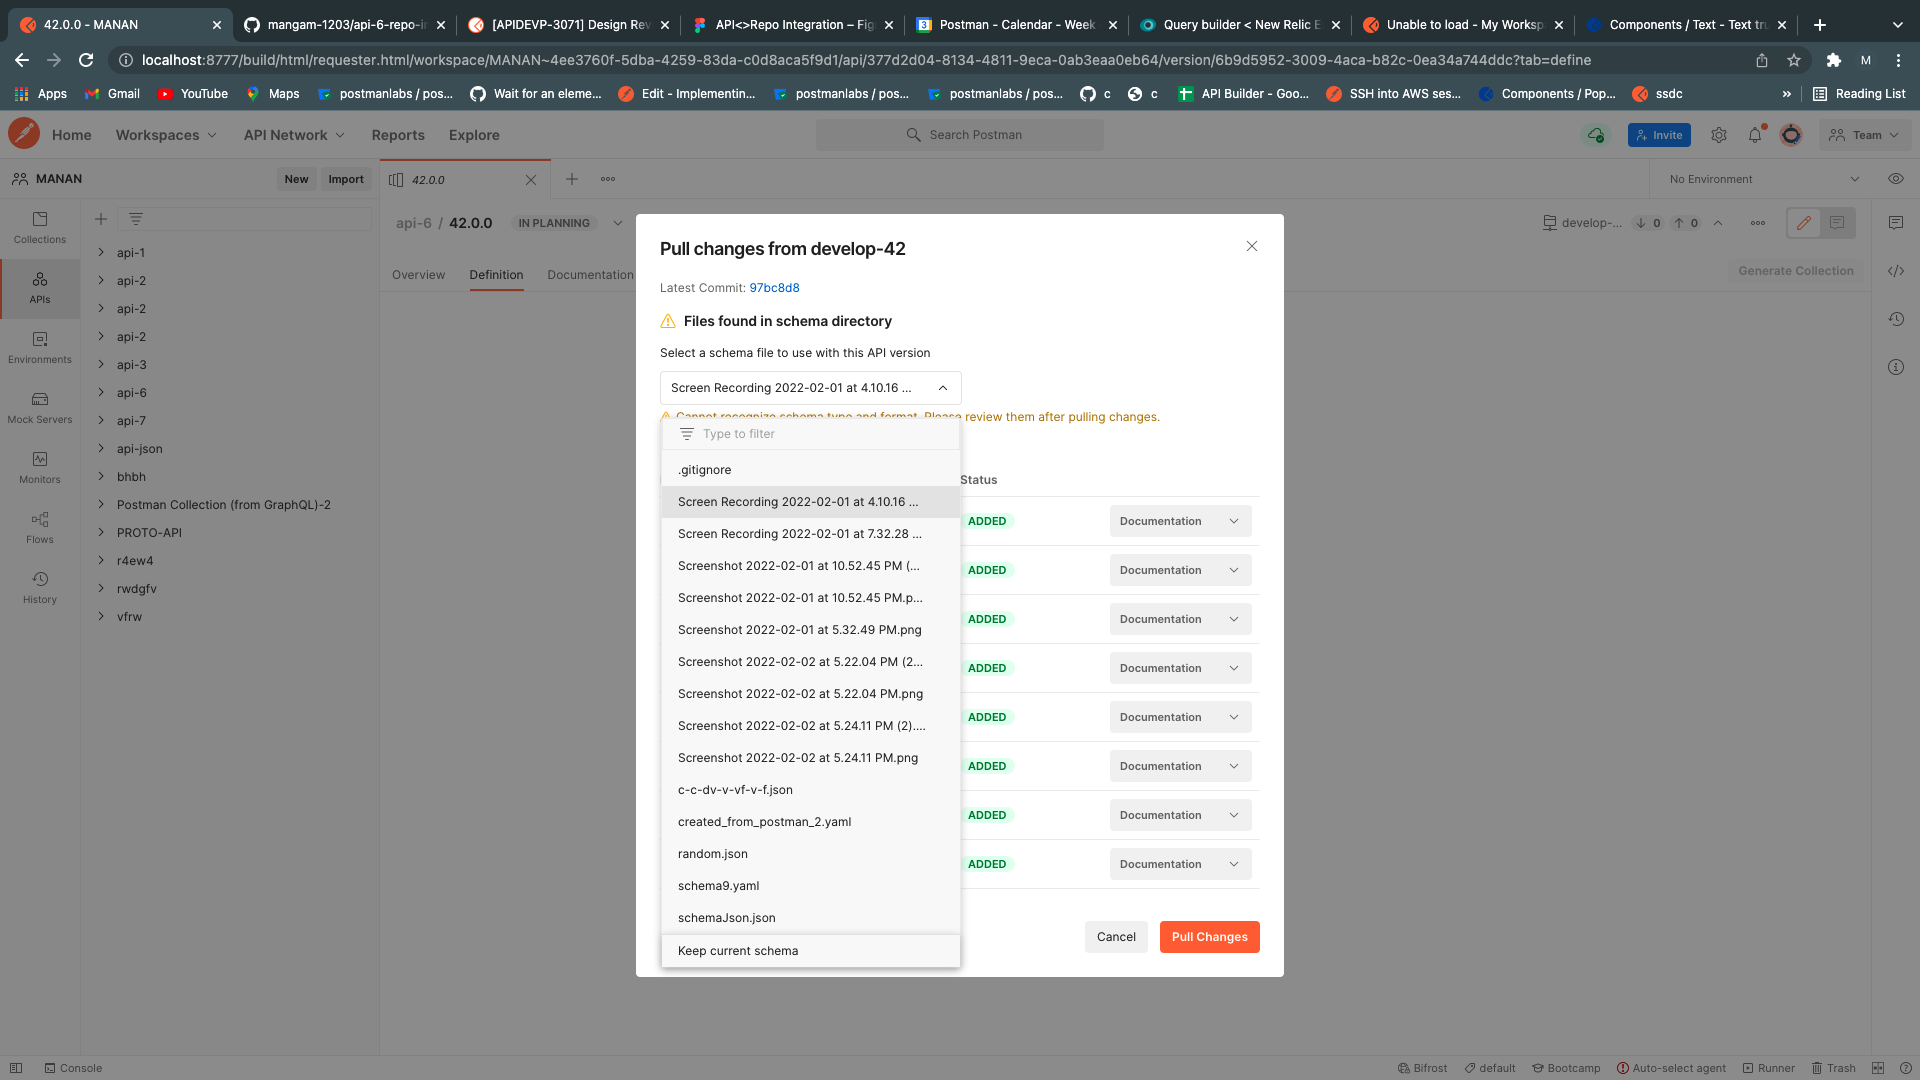 42.0.0 - MANAN
mangam-1203/api-6-repo-in
[APIDEVP-3071] Design Rev
API<>Repo Integration – Fig
Postman - Calendar - Week
Query builder < New Relic E
Unable to load - My Worksp
Components / Text - Text tru
localhost:8777/build/html/requester.html/workspace/MANAN~4ee3760f-5dba-4259-83da-c0d8aca5f9d1/api/377d2d04-8134-4811-9eca-0ab3eaa0eb64/version/6b9d5952-3009-4aca-b82c-0ea34a744ddc?tab=define
M
Apps
Gmail
YouTube
Maps
postmanlabs / pos...
Wait for an eleme...
Edit - Implementin...
postmanlabs / pos...
postmanlabs / pos...
c
c
API Builder - Goo...
SSH into AWS ses...
Components / Pop...
ssdc
»
Reading List
Home
Workspaces
API Network
Reports
Explore
Search Postman
Invite
Team
MANAN
New
Import
42.0.0
No Environment
Collections
APIs
Environments
Mock Servers
Monitors
Flows
History
api-1
api-2
api-2
api-2
api-3
api-6
api-7
api-json
bhbh
Postman Collection (from GraphQL)-2
PROTO-API
r4ew4
rwdgfv
vfrw
api-6 / 42.0.0 IN PLANNING
develop-... 0 0
Overview
Definition
Documentation
Generate Collection
Pull changes from develop-42
Latest Commit: 97bc8d8
Files found in schema directory
Select a schema file to use with this API version
Screen Recording 2022-02-01 at 4.10.16 ...
Cannot recognize schema type and format. Please review them after pulling changes.
Type to filter
.gitignore
Screen Recording 2022-02-01 at 4.10.16 ...
Screen Recording 2022-02-01 at 7.32.28 ...
Screenshot 2022-02-01 at 10.52.45 PM (...
Screenshot 2022-02-01 at 10.52.45 PM.p...
Screenshot 2022-02-01 at 5.32.49 PM.png
Screenshot 2022-02-02 at 5.22.04 PM (2...
Screenshot 2022-02-02 at 5.22.04 PM.png
Screenshot 2022-02-02 at 5.24.11 PM (2)....
Screenshot 2022-02-02 at 5.24.11 PM.png
c-c-dv-v-vf-v-f.json
created_from_postman_2.yaml
random.json
schema9.yaml
schemaJson.json
Keep current schema
Status
ADDED Documentation
ADDED Documentation
ADDED Documentation
ADDED Documentation
ADDED Documentation
ADDED Documentation
ADDED Documentation
ADDED Documentation
Cancel
Pull Changes
Console
Bifrost
default
Bootcamp
Auto-select agent
Runner
Trash